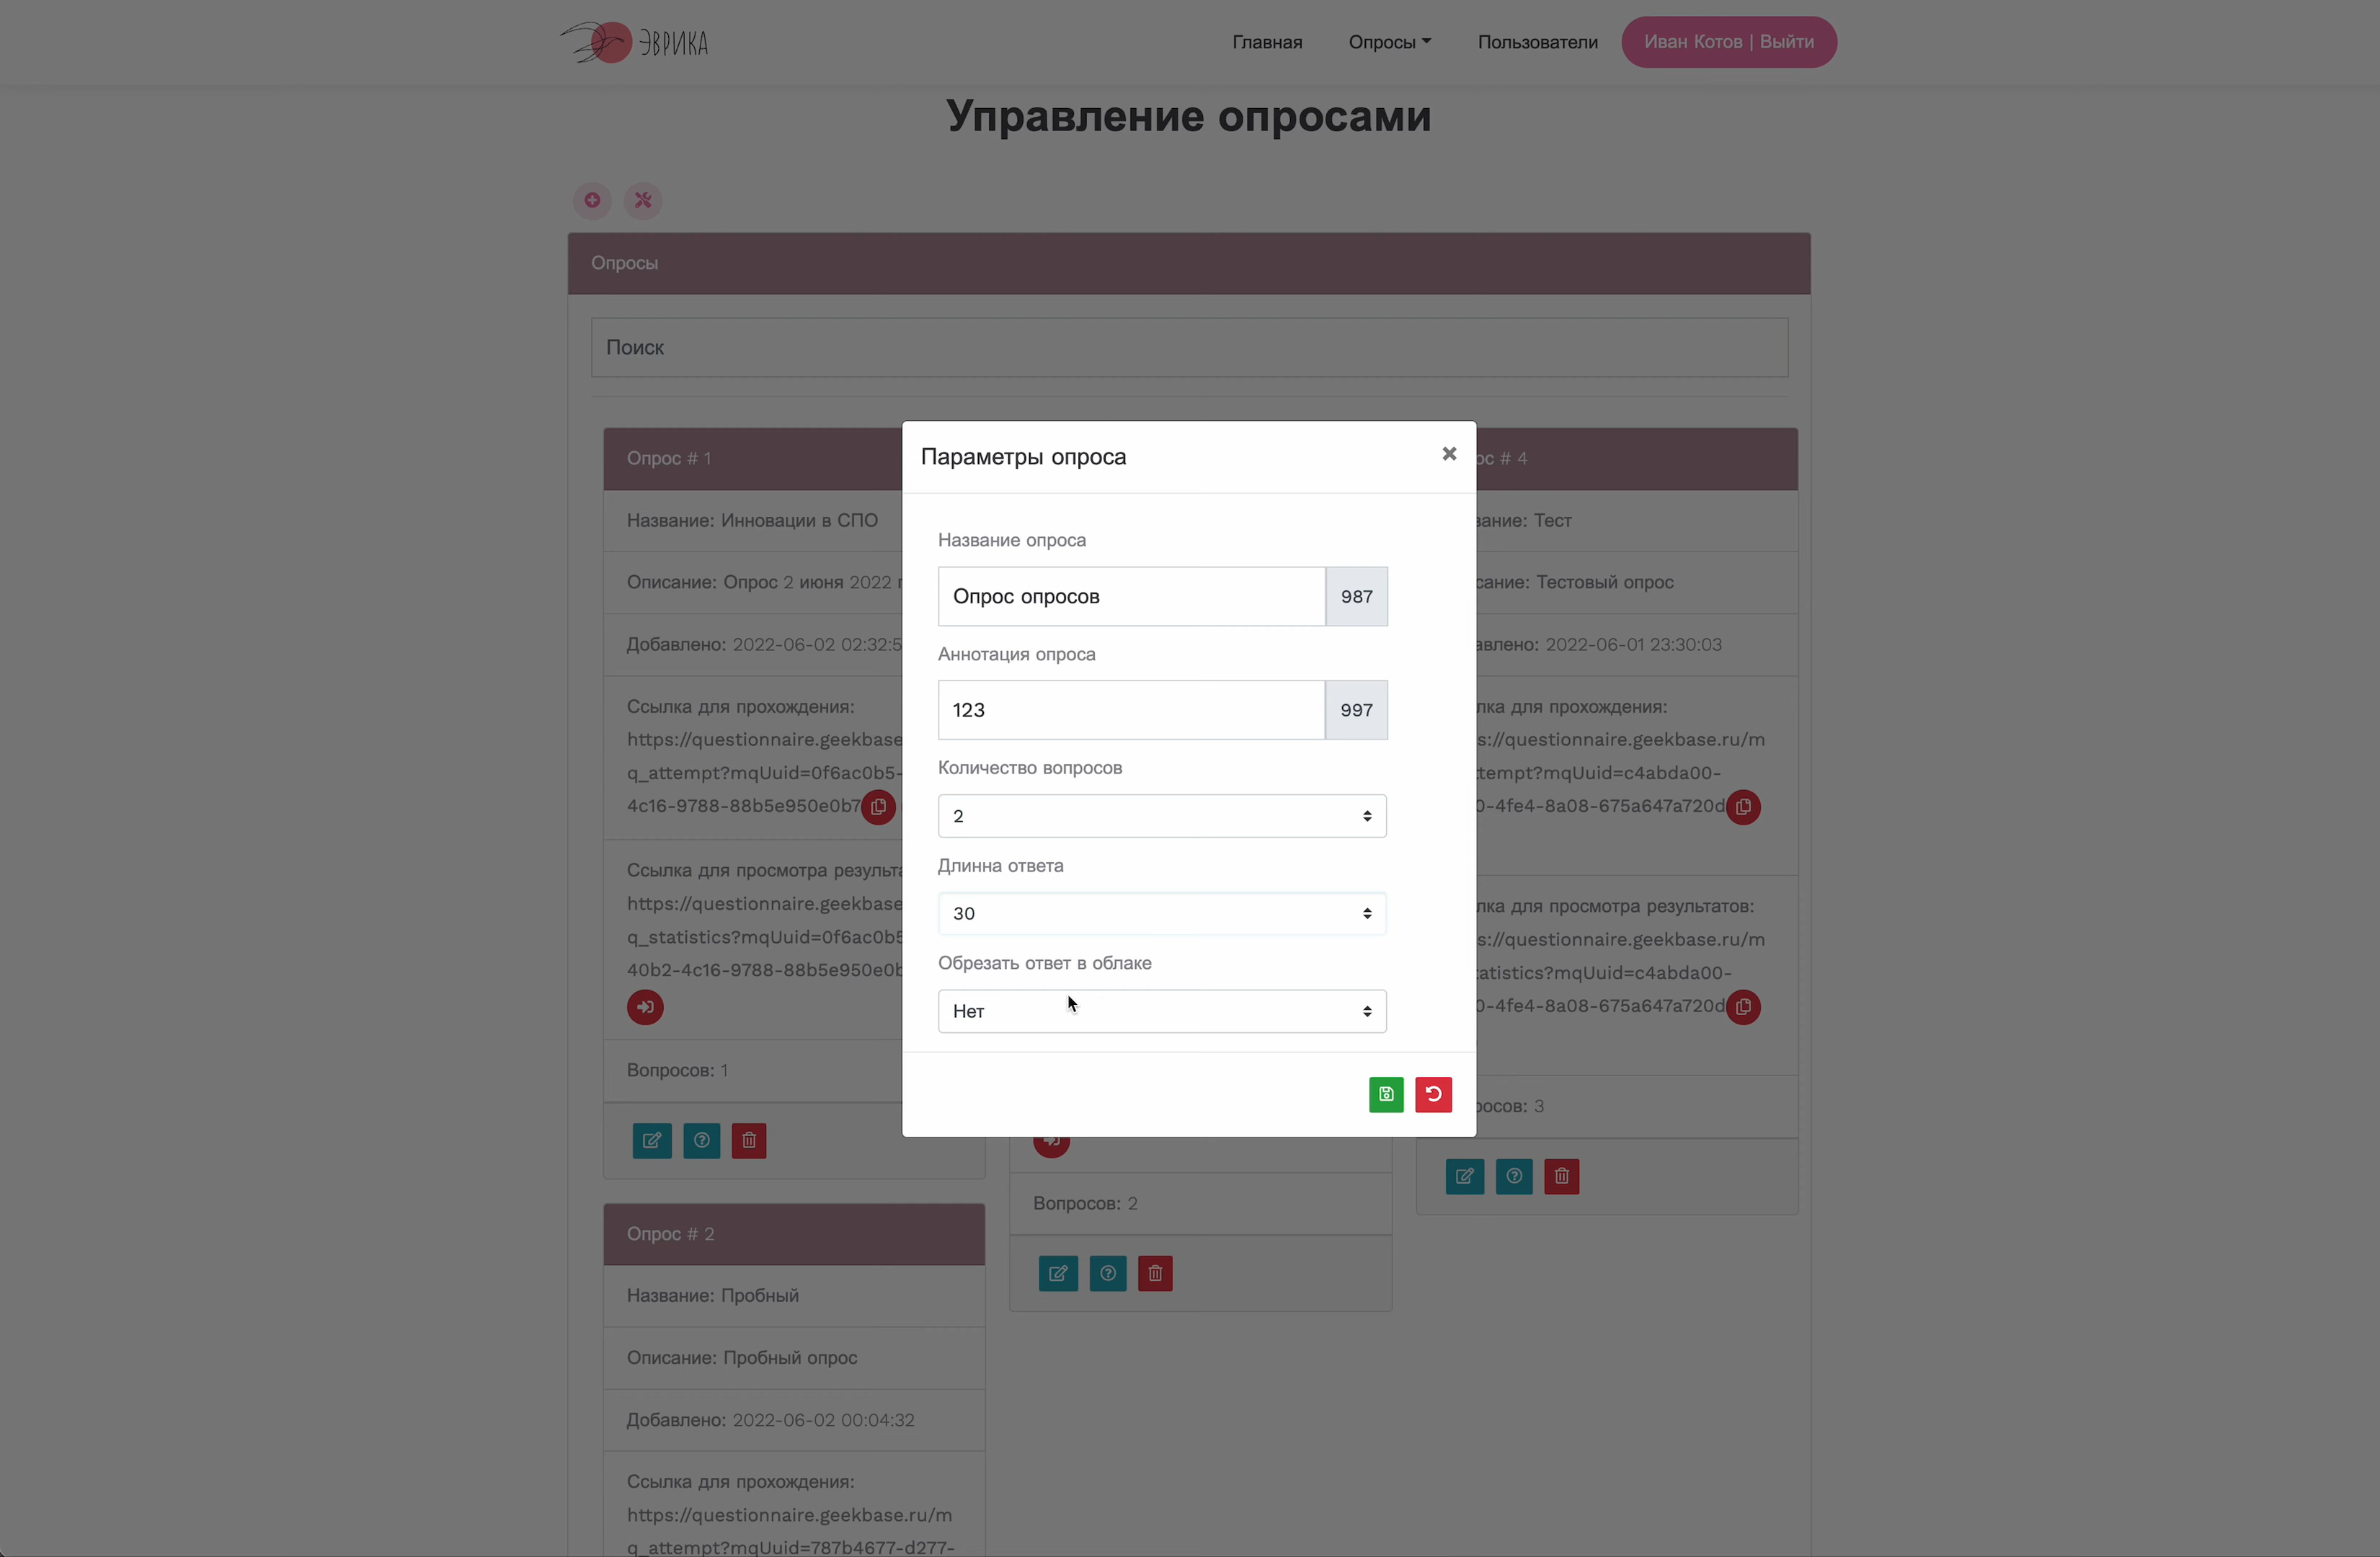 ЭВРИКА
Главная
Опросы
Пользователи
Иван Котов | Выйти
Управление опросами
Опросы
Поиск
Опрос # 1
Название: Инновации в СПО
Описание: Опрос 2 июня 2022
Добавлено: 2022-06-02 02:32:5
Ссылка для прохождения:
https://questionnaire.geekbase
q_attempt?mqUuid=0f6ac0b5-
4c16-9788-88b5e950e0b7
Ссылка для просмотра результа
https://questionnaire.geekbase
q_statistics?mqUuid=0f6ac0b5
40b2-4c16-9788-88b5e950e0b
Вопросов: 1
Опрос # 2
Название: Пробный
Описание: Пробный опрос
Добавлено: 2022-06-02 00:04:32
Ссылка для прохождения:
https://questionnaire.geekbase.ru/m
q_attempt?mqUuid=787b4677-d277-
Параметры опроса
Название опроса
Опрос опросов
987
Аннотация опроса
123
997
Количество вопросов
2
Длинна ответа
30
Обрезать ответ в облаке
Нет
Вопросов: 2
ос # 4
вание: Тест
сание: Тестовый опрос
авлено: 2022-06-01 23:30:03
лка для прохождения:
s://questionnaire.geekbase.ru/m
tempt?mqUuid=c4abda00-
0-4fe4-8a08-675a647a720d
лка для просмотра результатов:
s://questionnaire.geekbase.ru/m
atistics?mqUuid=c4abda00-
0-4fe4-8a08-675a647a720d
росов: 3